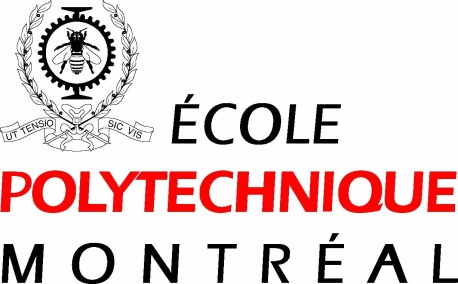 UT TENSIO SIC VIS
ÉCOLE
POLYTECHNIQUE
MONTRÉAL